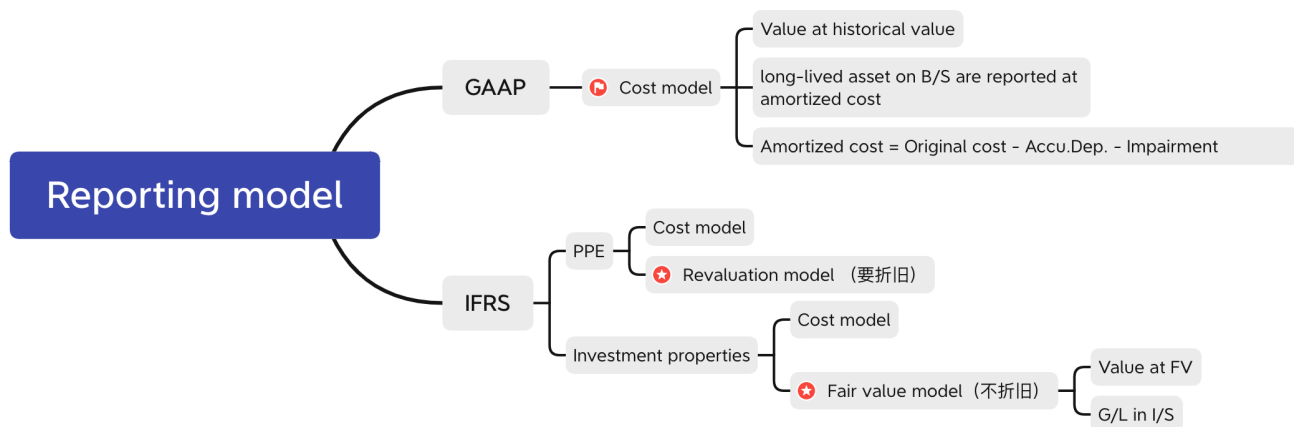 Reporting model
GAAP
Cost model
Value at historical value
long-lived asset on B/S are reported at
amortized cost
Amortized cost = Original cost - Accu.Dep. - Impairment
IFRS
PPE
Cost model
Revaluation model （要折旧）
Investment properties
Cost model
Fair value model（不折旧）
Value at FV
G/L in I/S